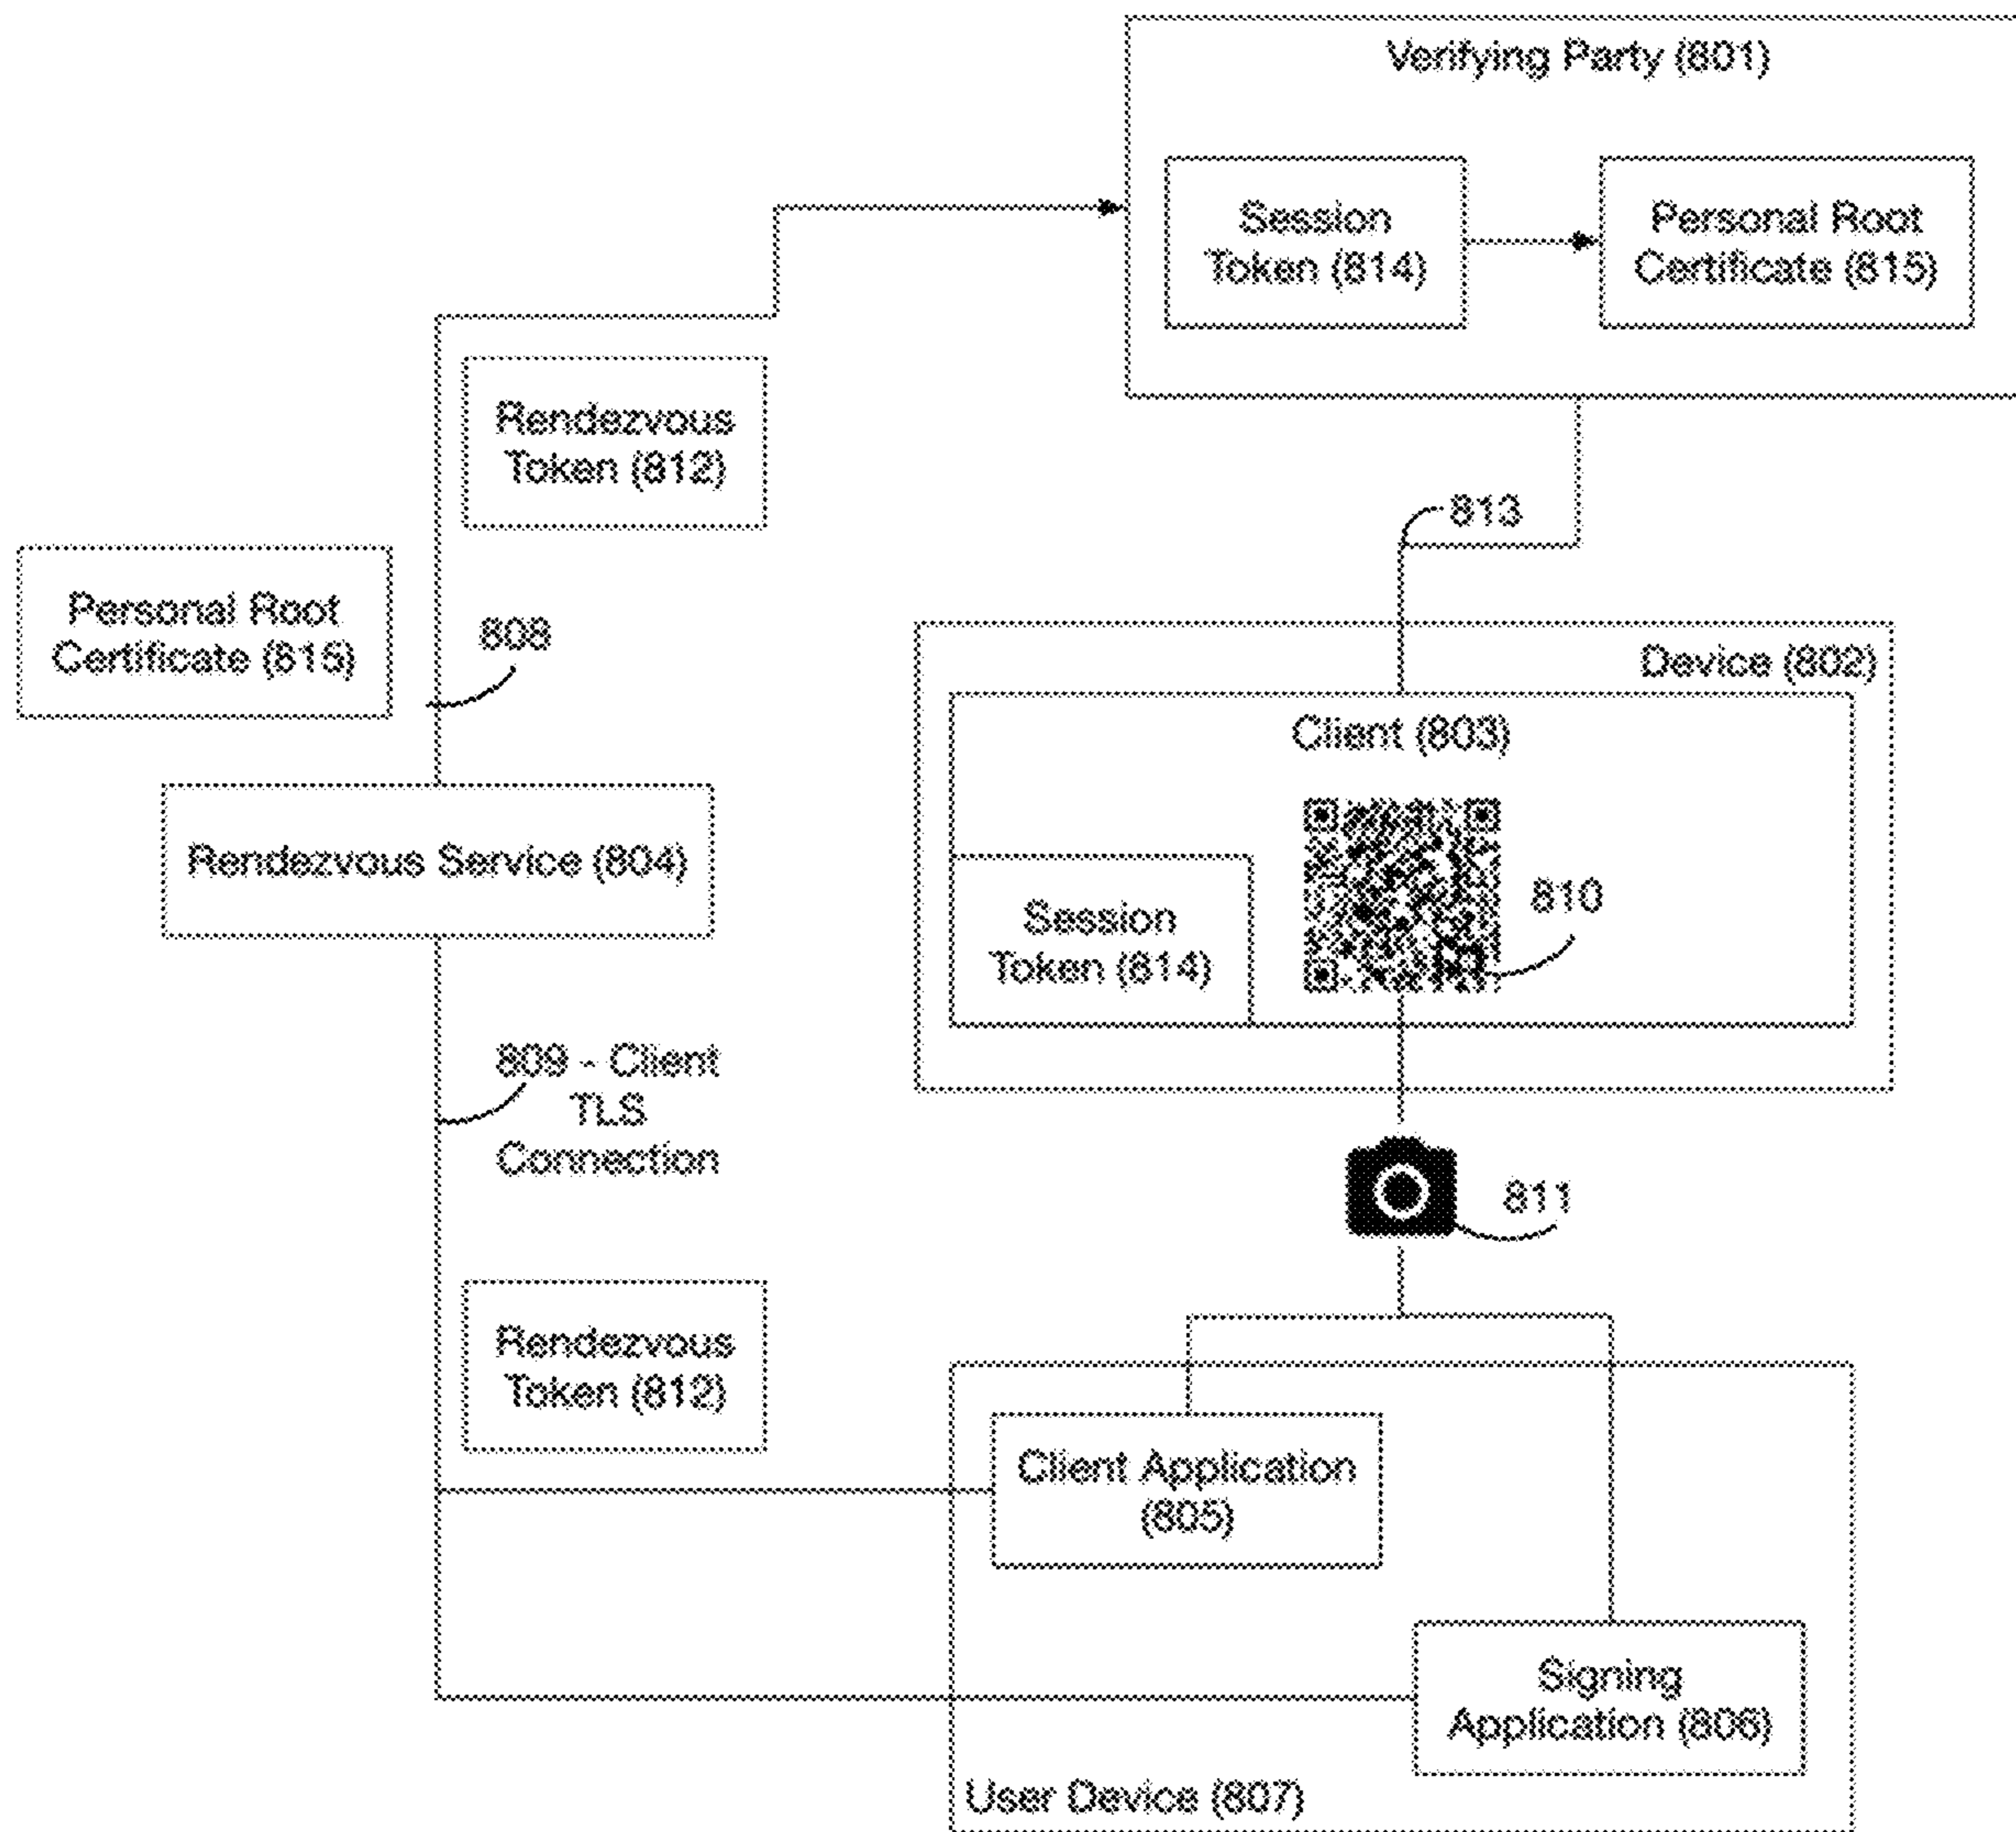 Verifying Party (801)
Session
Token (814)
Personal Root
Certificate (815)
Rendezvous
Token (812)
813
Personal Root
Certificate (815)
808
Device (802)
Client (803)
Rendezvous Service (804)
810
Session
Token (814)
809 - Client
TLS
Connection
811
Rendezvous
Token (812)
Client Application
(805)
Signing
Application (806)
User Device (807)